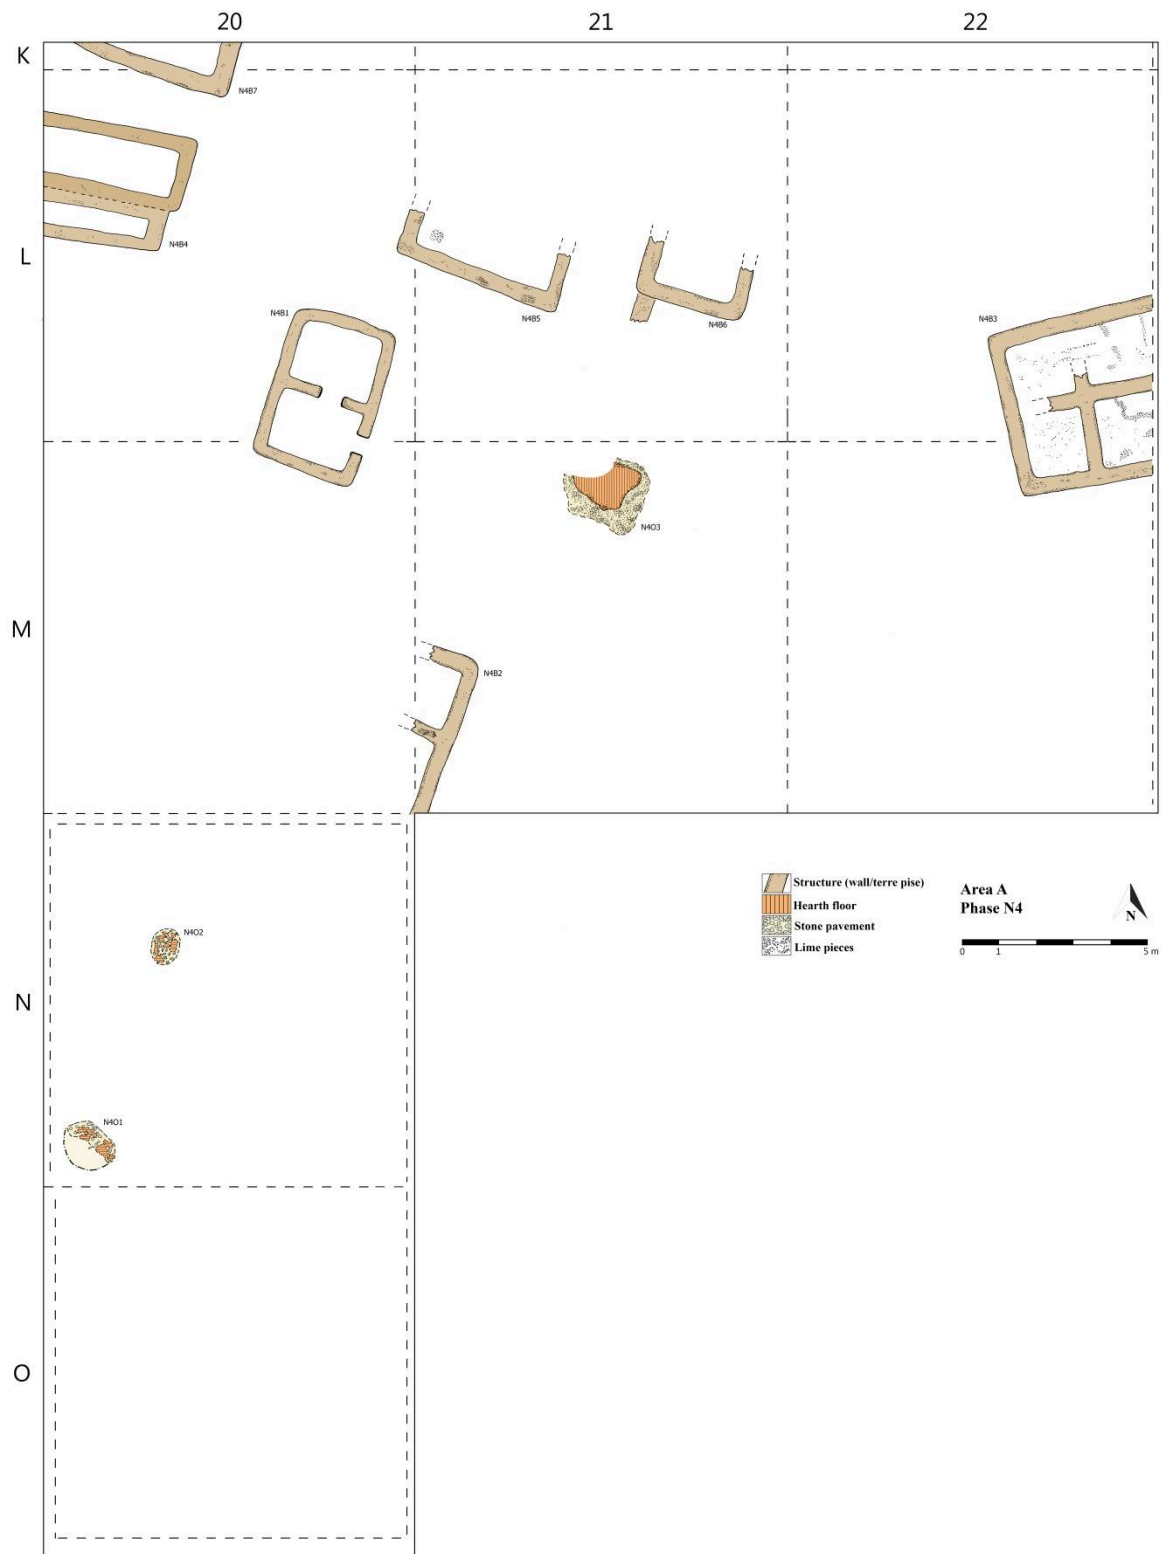 20 21 22
K
N4B7
N4B4
L
N4B1
N4B5
N4B6
N4B3
N4O3
M
N4B2
Structure (wall/terre pise)
Hearth floor
Stone pavement
Lime pieces
Area A
Phase N4
N
0 1 5 m
N4O2
N
N4O1
O